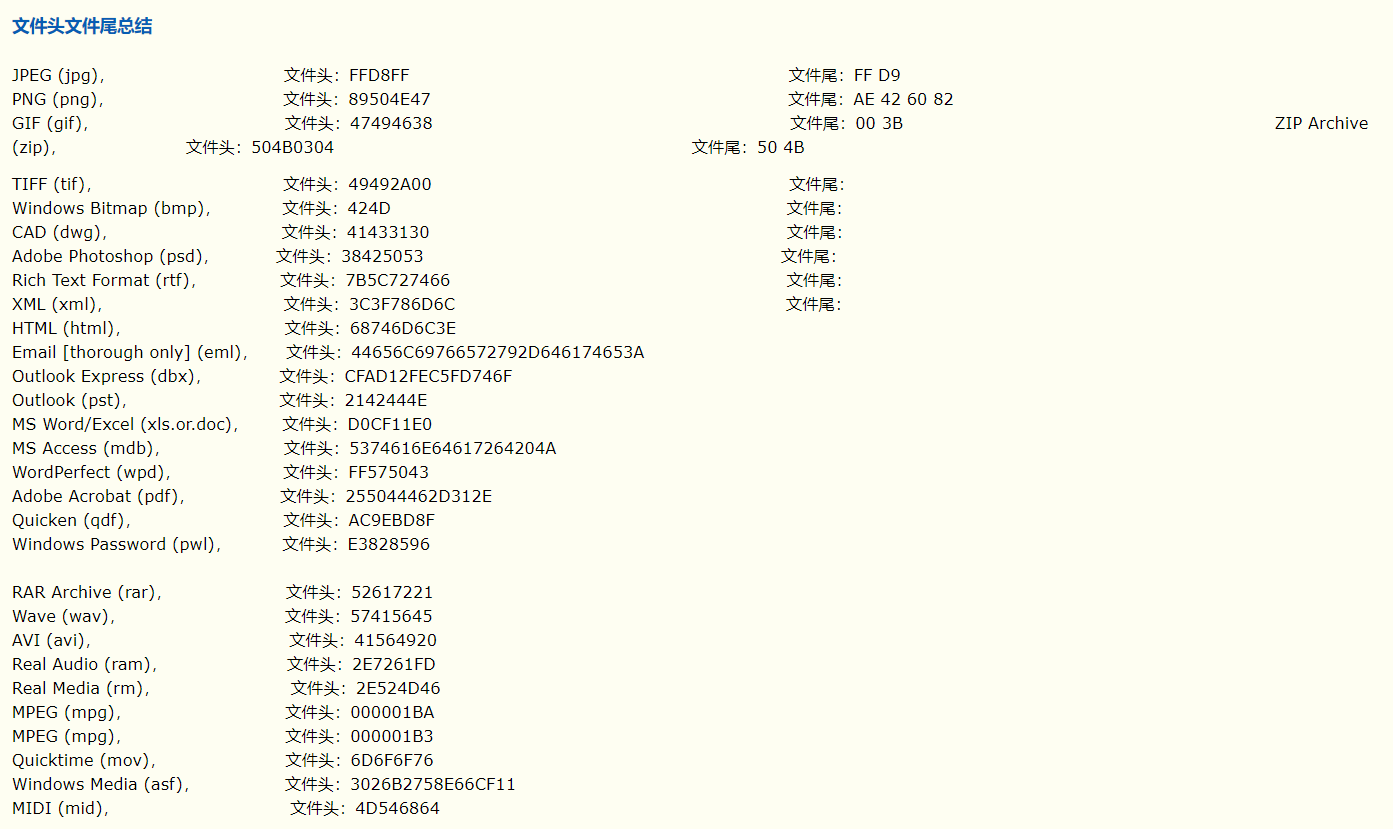 文件头文件尾总结
JPEG (jpg)， 文件头：FFD8FF 文件尾：FF D9
PNG (png)， 文件头：89504E47 文件尾：AE 42 60 82
GIF (gif)， 文件头：47494638 文件尾：00 3B ZIP Archive
(zip)， 文件头：504B0304 文件尾：50 4B
TIFF (tif)， 文件头：49492A00 文件尾：
Windows Bitmap (bmp)， 文件头：424D 文件尾：
CAD (dwg)， 文件头：41433130 文件尾：
Adobe Photoshop (psd)， 文件头：38425053 文件尾：
Rich Text Format (rtf)， 文件头：7B5C727466 文件尾：
XML (xml)， 文件头：3C3F786D6C 文件尾：
HTML (html)， 文件头：68746D6C3E
Email [thorough only] (eml)， 文件头：44656C69766572792D646174653A
Outlook Express (dbx)， 文件头：CFAD12FEC5FD746F
Outlook (pst)， 文件头：2142444E
MS Word/Excel (xls.or.doc)， 文件头：D0CF11E0
MS Access (mdb)， 文件头：5374616E64617264204A
WordPerfect (wpd)， 文件头：FF575043
Adobe Acrobat (pdf)， 文件头：255044462D312E
Quicken (qdf)， 文件头：AC9EBD8F
Windows Password (pwl)， 文件头：E3828596
RAR Archive (rar)， 文件头：52617221
Wave (wav)， 文件头：57415645
AVI (avi)， 文件头：41564920
Real Audio (ram)， 文件头：2E7261FD
Real Media (rm)， 文件头：2E524D46
MPEG (mpg)， 文件头：000001BA
MPEG (mpg)， 文件头：000001B3
Quicktime (mov)， 文件头：6D6F6F76
Windows Media (asf)， 文件头：3026B2758E66CF11
MIDI (mid)， 文件头：4D546864